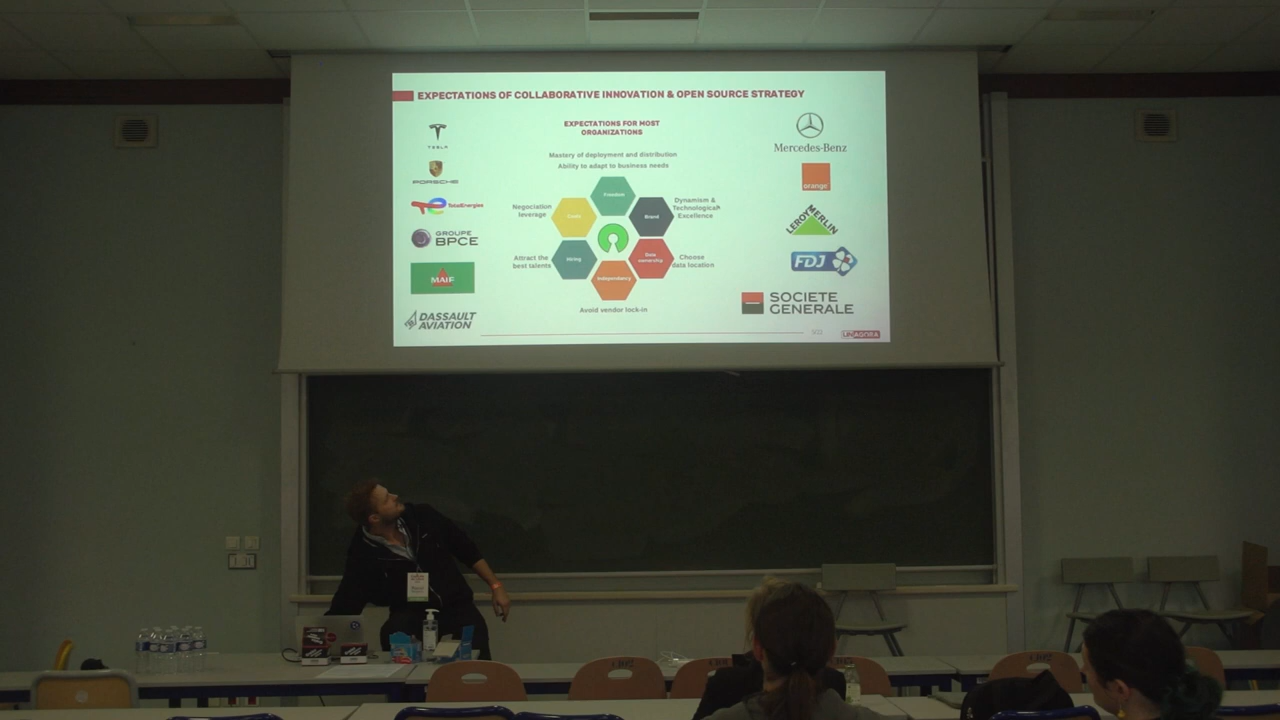 EXPECTATIONS OF COLLABORATIVE INNOVATION & OPEN SOURCE STRATEGY
EXPECTATIONS FOR MOST
ORGANIZATIONS
Mastery of deployment and distribution
Ability to adapt to business needs
TESLA
PORSCHE
TotalEnergies
GROUPE
BPCE
MAIF
DASSAULT
AVIATION
Freedom
Negociation
leverage
Costs
Brand
Dynamism &
Technological
Excellence
Attract the
best talents
Hiring
Data
ownership
Choose
data location
Independancy
Avoid vendor lock-in
Mercedes-Benz
orange
LEROY MERLIN
FDJ
SOCIETE
GENERALE
LINAGORA